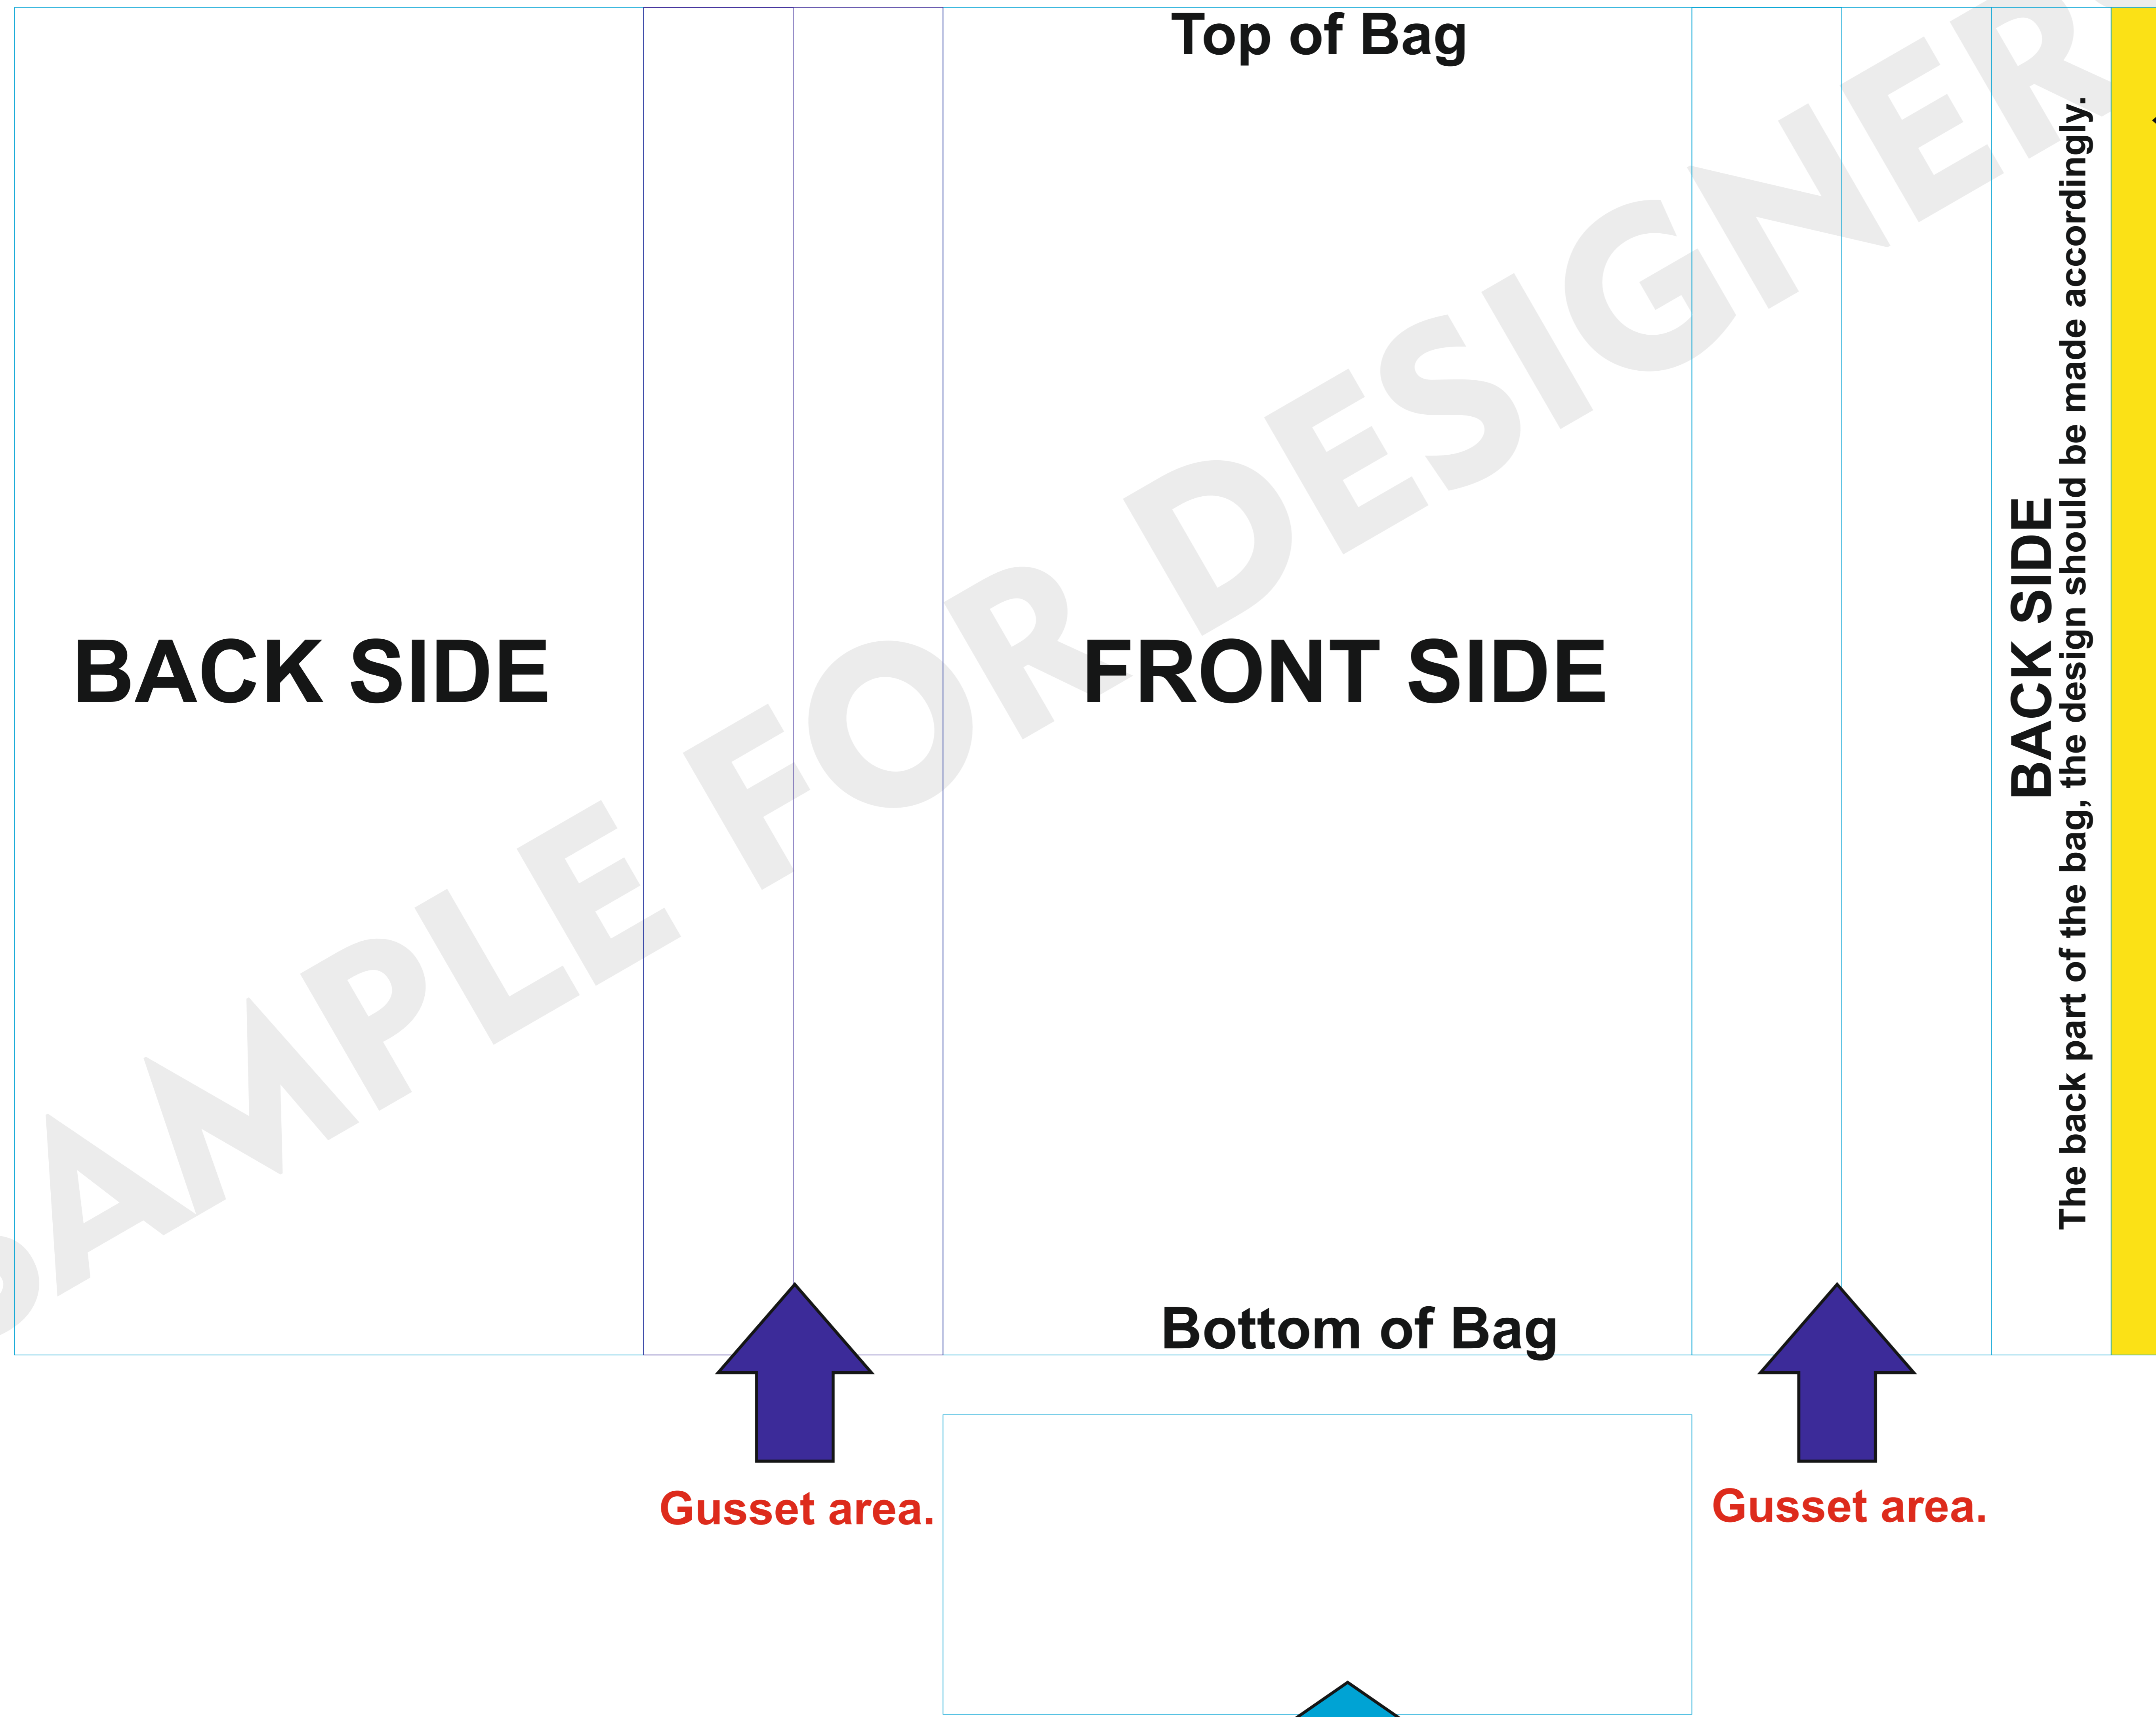 Top of Bag
SAMPLE FOR DESIGNER
BACK SIDE
FRONT SIDE
BACK SIDE
The back part of the bag, the design should be made accordingly.
Bottom of Bag
Gusset area.
Gusset area.